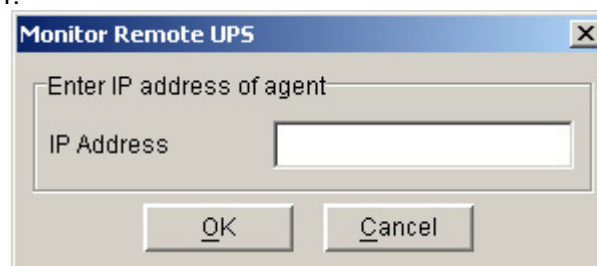 Monitor Remote UPS
Enter IP address of agent
IP Address
OK
Cancel